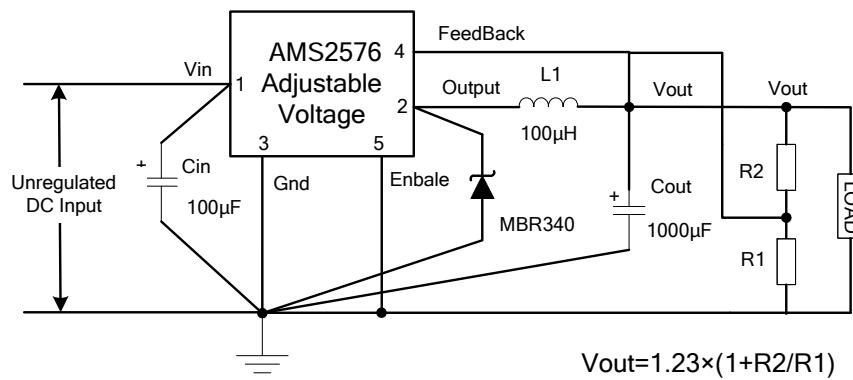 FeedBack
AMS2576
Adjustable
Voltage
4
Vin
1
Output
L1
Vout
Vout
2
100µH
3
5
+
Cin
100µF
Unregulated
DC Input
Gnd
Enbale
MBR340
+
Cout
1000µF
R2
LOAD
R1
Vout=1.23×(1+R2/R1)